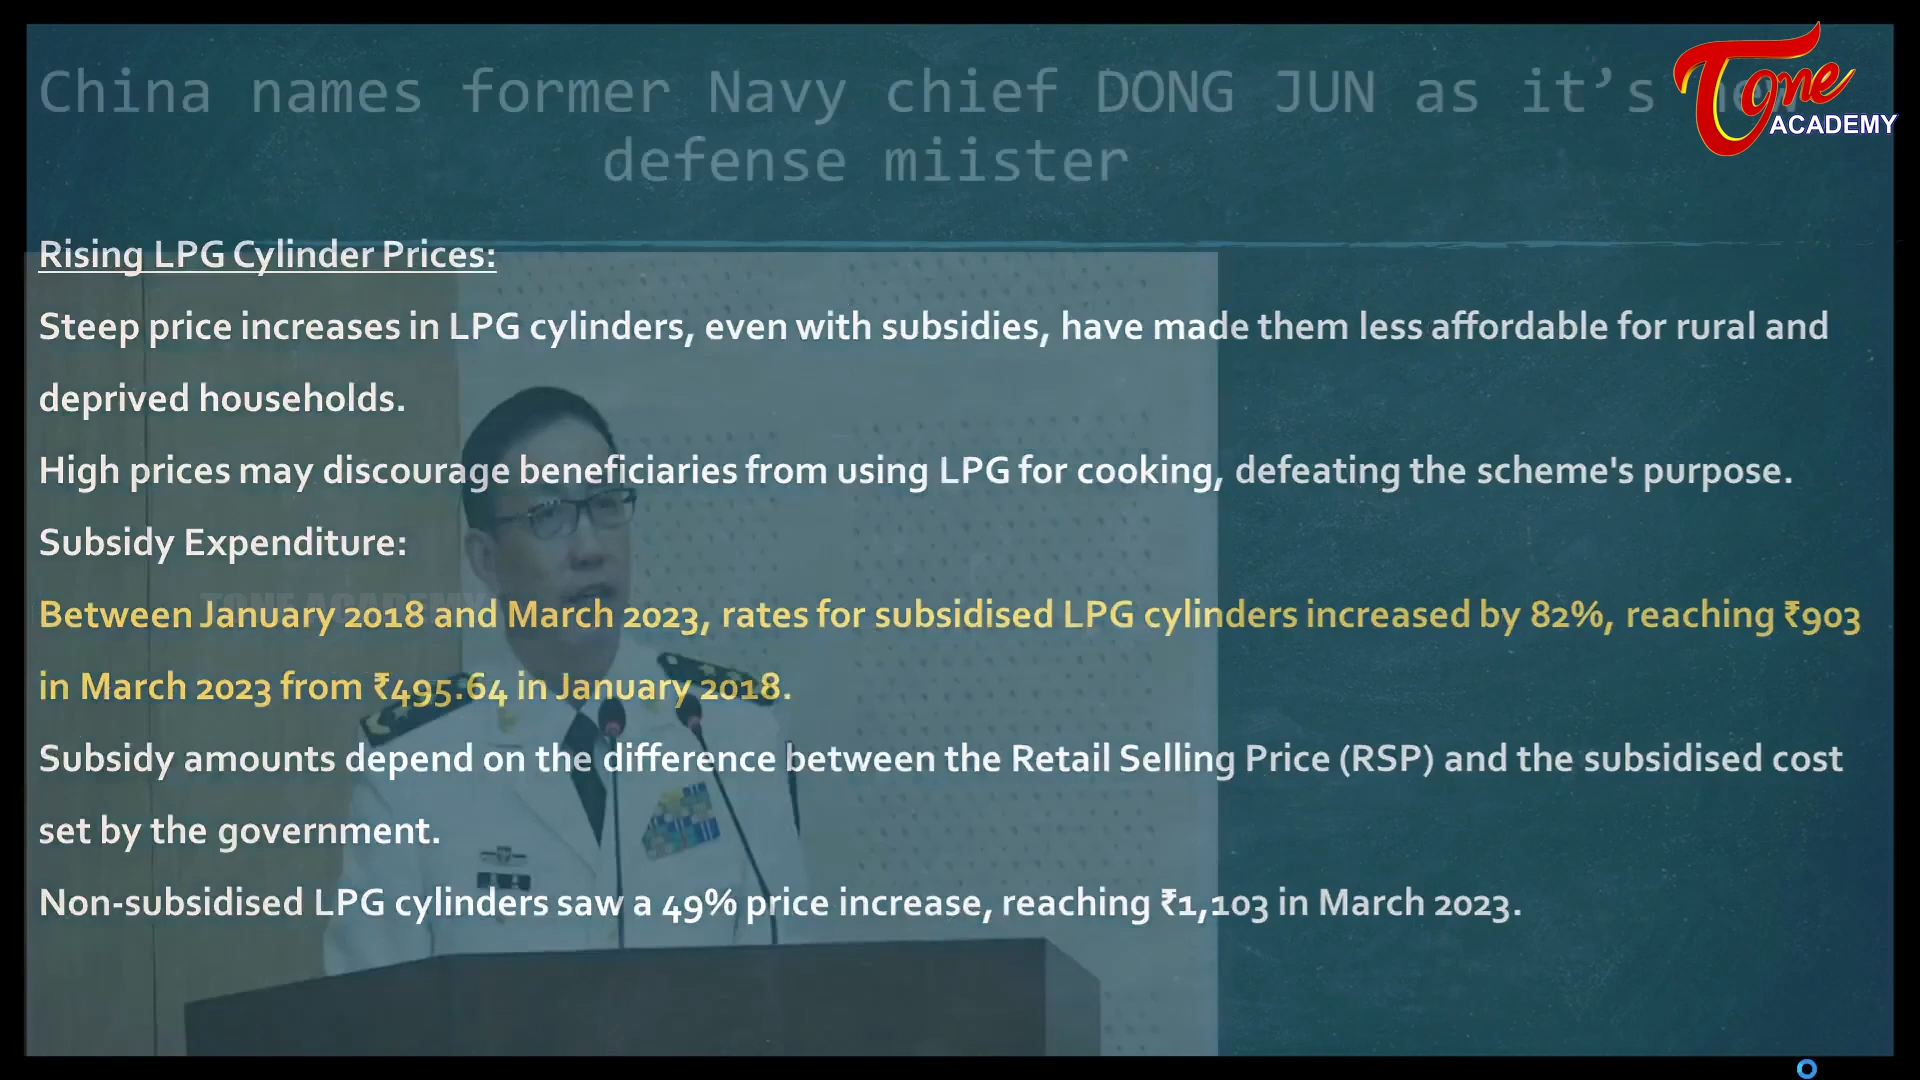 China names former Navy chief DONG JUN as it’s new
defense miister
Tone
ACADEMY
Rising LPG Cylinder Prices:
Steep price increases in LPG cylinders, even with subsidies, have made them less affordable for rural and
deprived households.
High prices may discourage beneficiaries from using LPG for cooking, defeating the scheme's purpose.
Subsidy Expenditure:
TONE ACADEMY
Between January 2018 and March 2023, rates for subsidised LPG cylinders increased by 82%, reaching ₹903
in March 2023 from ₹495.64 in January 2018.
Subsidy amounts depend on the difference between the Retail Selling Price (RSP) and the subsidised cost
set by the government.
Non-subsidised LPG cylinders saw a 49% price increase, reaching ₹1,103 in March 2023.